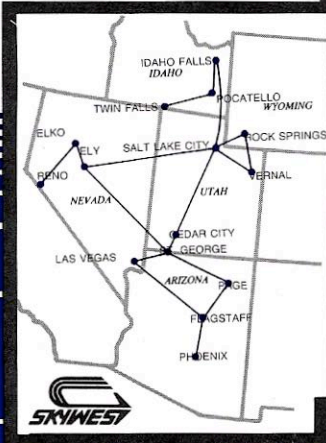 IDAHO FALLS
IDAHO
POCATELLO
WYOMING
TWIN FALLS
ELKO
ROCK SPRINGS
SALT LAKE CITY
ELY
RENO
VERNAL
NEVADA
UTAH
CEDAR CITY
ST. GEORGE
LAS VEGAS
ARIZONA
PAGE
FLAGSTAFF
PHOENIX
SKYWEST